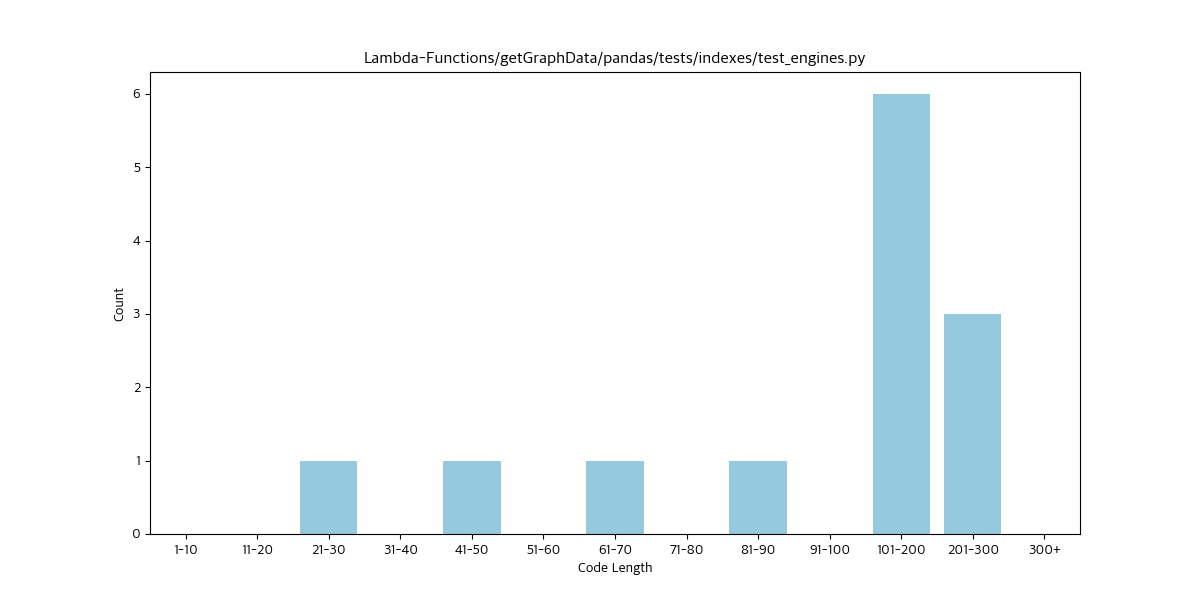 Lambda-Functions/getGraphData/pandas/tests/indexes/test_engines.py
6
5
4
3
2
1
0
Count
1-10 11-20 21-30 31-40 41-50 51-60 61-70 71-80 81-90 91-100 101-200 201-300 300+
Code Length